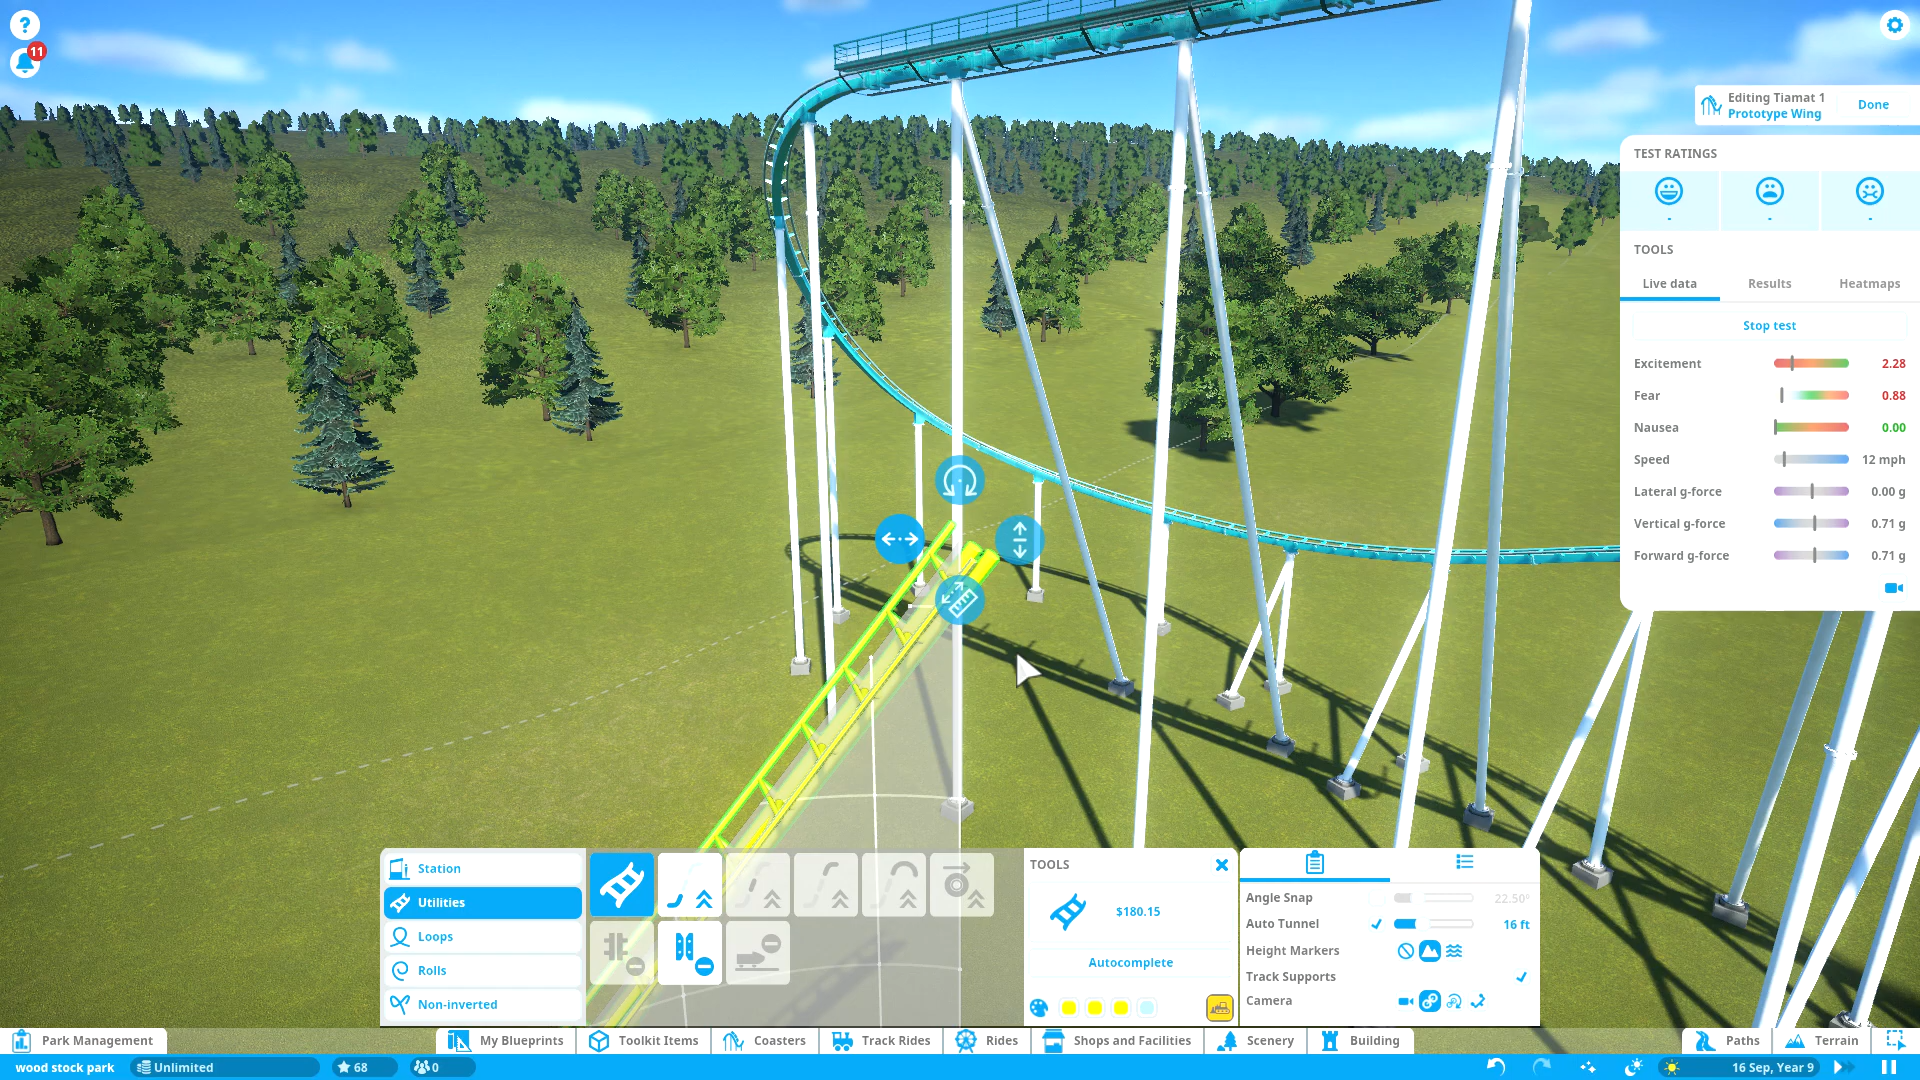 ?
11
Editing Tiamat 1
Prototype Wing
Done
TEST RATINGS
- - -
TOOLS
Live data Results Heatmaps
Stop test
Excitement 2.28
Fear 0.88
Nausea 0.00
Speed 12 mph
Lateral g-force 0.00 g
Vertical g-force 0.71 g
Forward g-force 0.71 g
Station
Utilities
Loops
Rolls
Non-inverted
TOOLS
$180.15
Autocomplete
Angle Snap 22.50°
Auto Tunnel 16 ft
Height Markers
Track Supports
Camera
Park Management My Blueprints Toolkit Items Coasters Track Rides Rides Shops and Facilities Scenery Building Paths Terrain
wood stock park Unlimited 68 0 16 Sep, Year 9